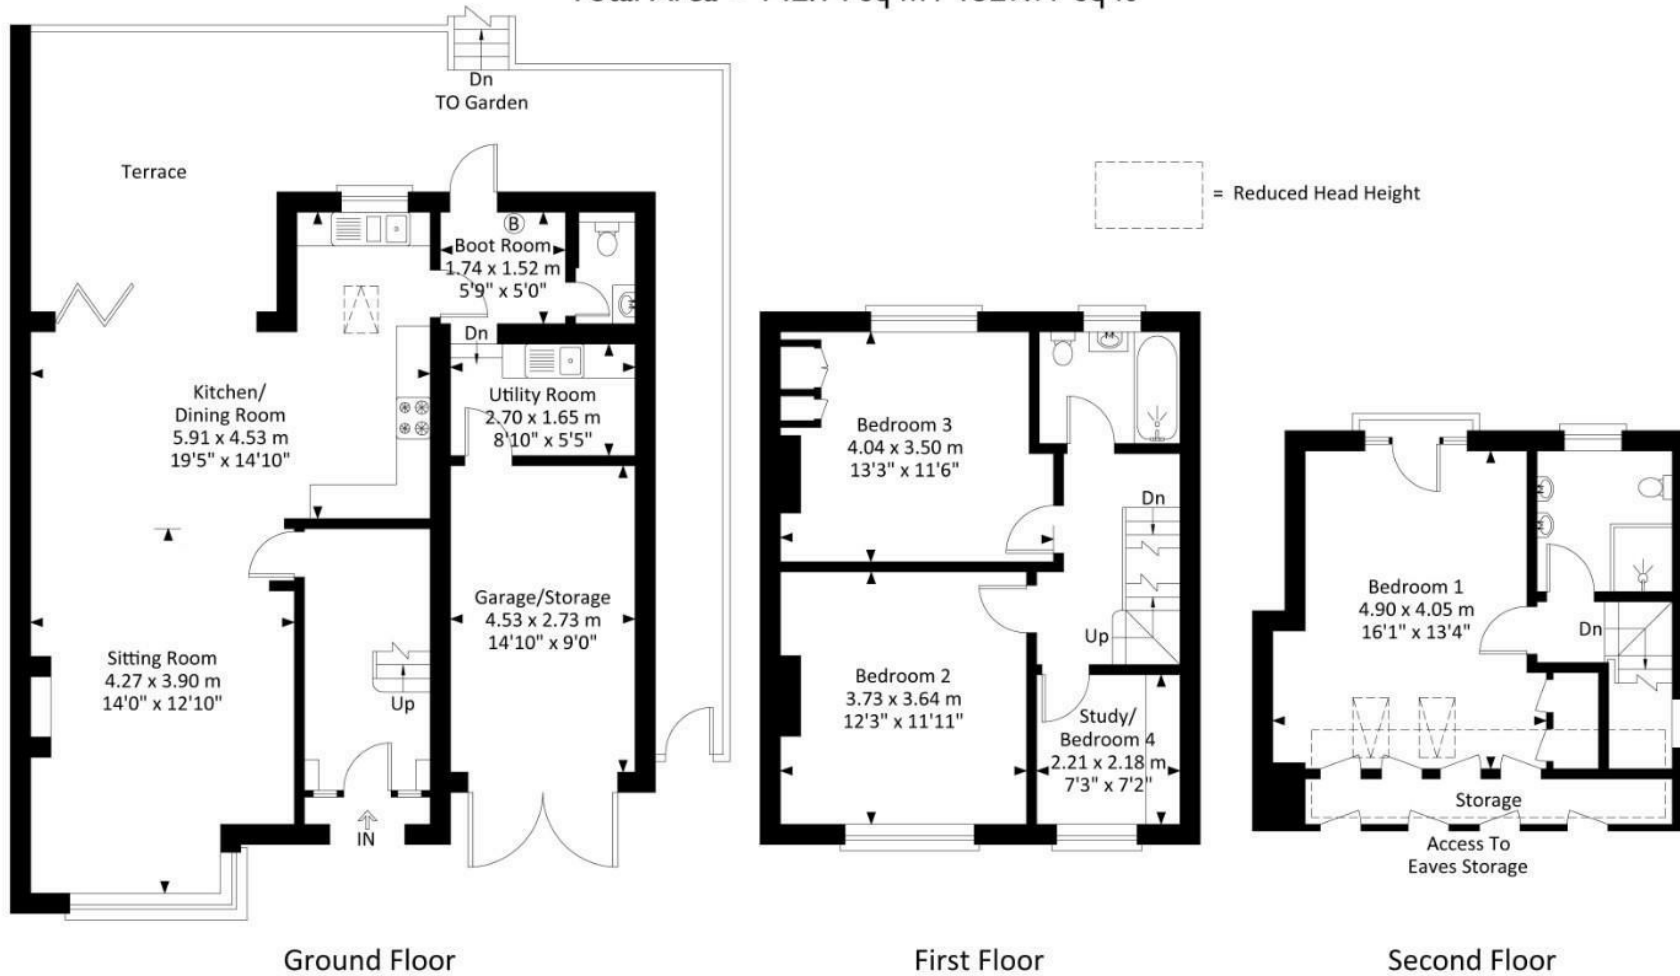 Dn
TO Garden
Terrace
= Reduced Head Height
B
Boot Room
1.74 x 1.52 m
5'9" x 5'0"
Dn
Kitchen/
Dining Room
5.91 x 4.53 m
19'5" x 14'10"
Utility Room
2.70 x 1.65 m
8'10" x 5'5"
Garage/Storage
4.53 x 2.73 m
14'10" x 9'0"
Sitting Room
4.27 x 3.90 m
14'0" x 12'10"
Up
IN
Ground Floor
Bedroom 3
4.04 x 3.50 m
13'3" x 11'6"
Dn
Up
Bedroom 2
3.73 x 3.64 m
12'3" x 11'11"
Study/
Bedroom 4
2.21 x 2.18 m
7'3" x 7'2"
First Floor
Bedroom 1
4.90 x 4.05 m
16'1" x 13'4"
Dn
Storage
Access To
Eaves Storage
Second Floor